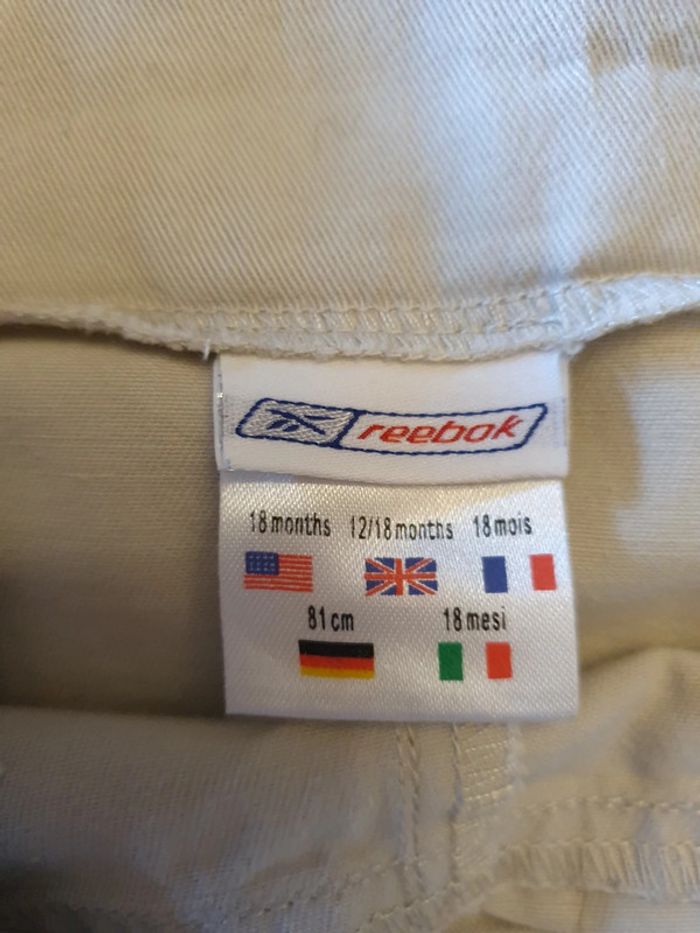 reebok
18 months 12/18 months 18 mois
81 cm 18 mesi